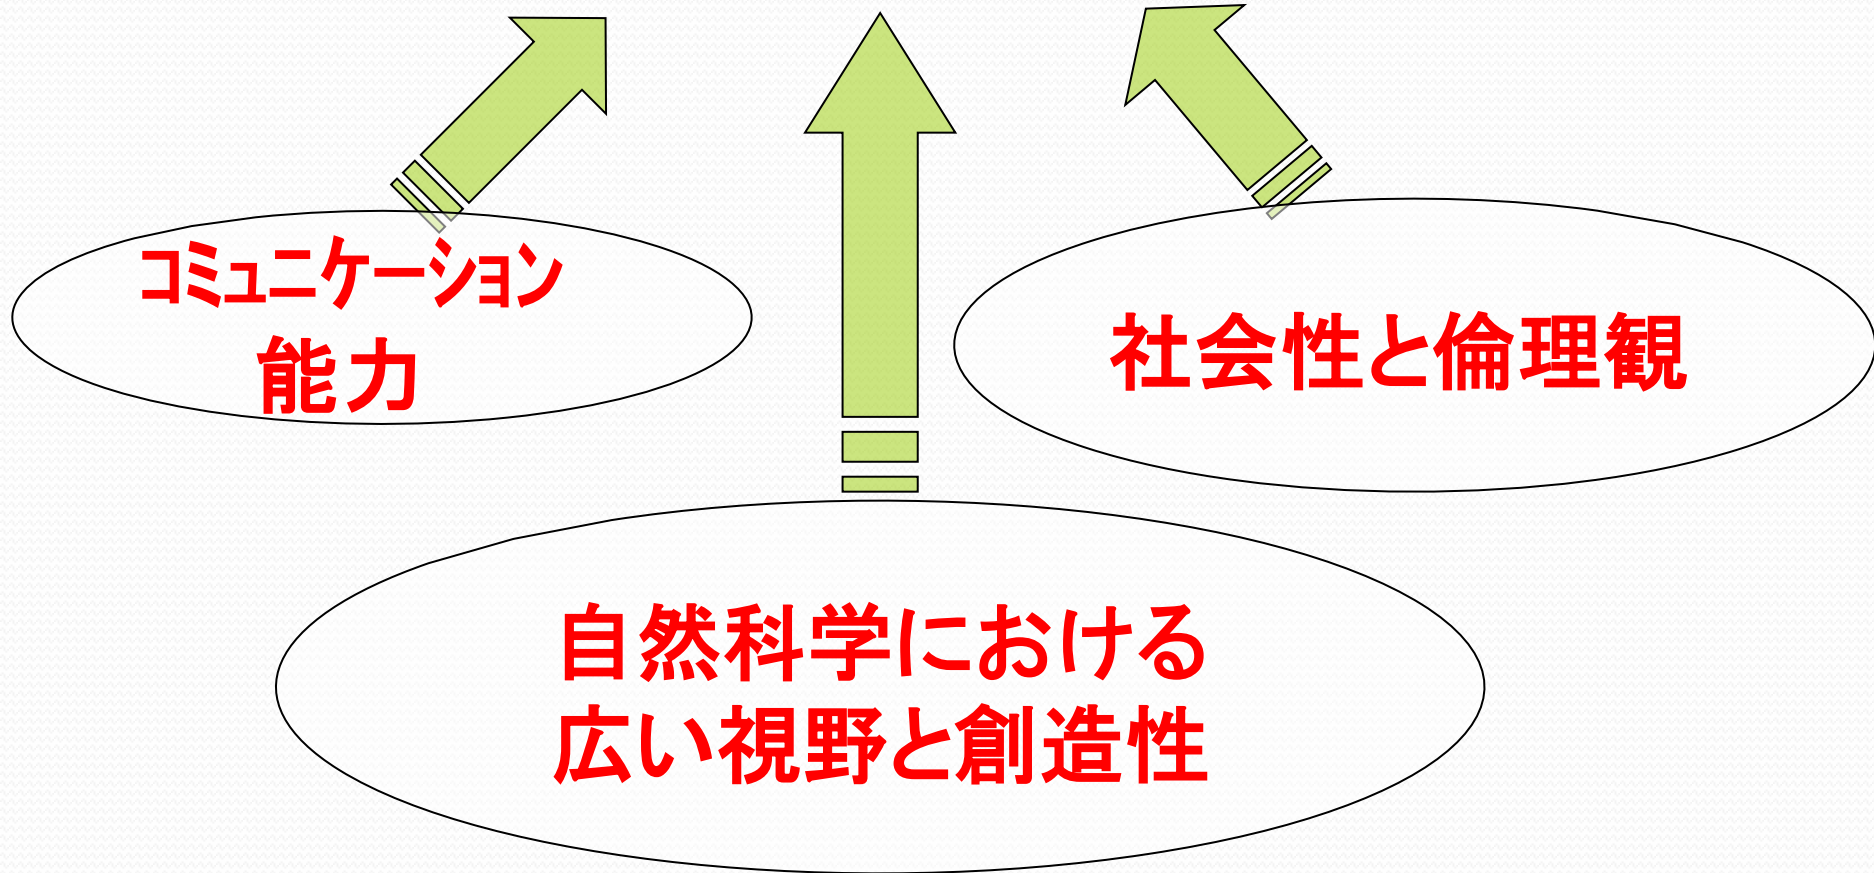 コミュニケーション
能力
社会性と倫理観
自然科学における
広い視野と創造性